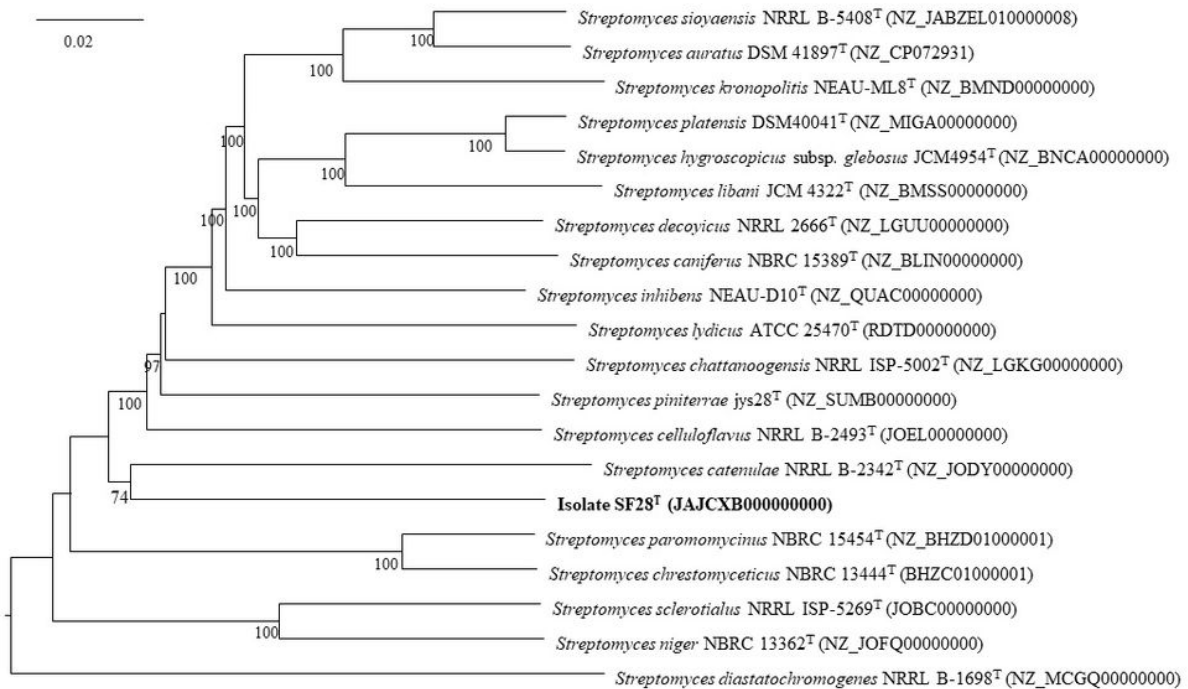 0.02
Streptomyces sioyaensis NRRL B-5408ᵀ (NZ_JABZEL010000008)
100
Streptomyces auratus DSM 41897ᵀ (NZ_CP072931)
100
Streptomyces kronopolitis NEAU-ML8ᵀ (NZ_BMND00000000)
Streptomyces platensis DSM40041ᵀ (NZ_MIGA00000000)
100
100
Streptomyces hygroscopicus subsp. glebosus JCM4954ᵀ (NZ_BNCA00000000)
100
Streptomyces libani JCM 4322ᵀ (NZ_BMSS00000000)
100
100
Streptomyces decoyicus NRRL 2666ᵀ (NZ_LGUU00000000)
100
Streptomyces caniferus NBRC 15389ᵀ (NZ_BLIN00000000)
100
Streptomyces inhibens NEAU-D10ᵀ (NZ_QUAC00000000)
Streptomyces lydicus ATCC 25470ᵀ (RDTD00000000)
Streptomyces chattanoogensis NRRL ISP-5002ᵀ (NZ_LGKG00000000)
97
Streptomyces piniterrae jys28ᵀ (NZ_SUMB00000000)
100
Streptomyces celluloflavus NRRL B-2493ᵀ (JOEL00000000)
Streptomyces catenulae NRRL B-2342ᵀ (NZ_JODY00000000)
74
Isolate SF28ᵀ (JAJCXB000000000)
Streptomyces paromomycinus NBRC 15454ᵀ (NZ_BHZD01000001)
100
Streptomyces chrestomyceticus NBRC 13444ᵀ (BHZC01000001)
Streptomyces sclerotialus NRRL ISP-5269ᵀ (JOBC00000000)
100
Streptomyces niger NBRC 13362ᵀ (NZ_JOFQ00000000)
Streptomyces diastatochromogenes NRRL B-1698ᵀ (NZ_MCGQ00000000)